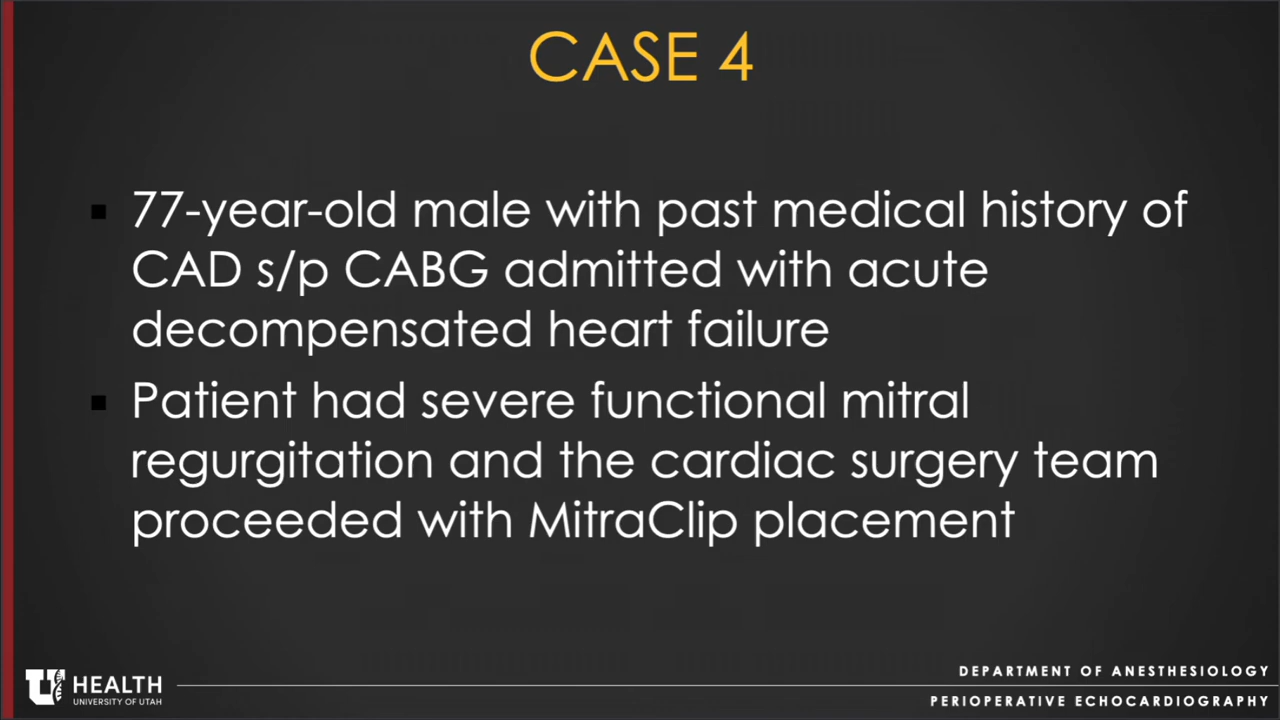 CASE 4
77-year-old male with past medical history of
CAD s/p CABG admitted with acute
decompensated heart failure
Patient had severe functional mitral
regurgitation and the cardiac surgery team
proceeded with MitraClip placement
U HEALTH
UNIVERSITY OF UTAH
DEPARTMENT OF ANESTHESIOLOGY
PERIOPERATIVE ECHOCARDIOGRAPHY